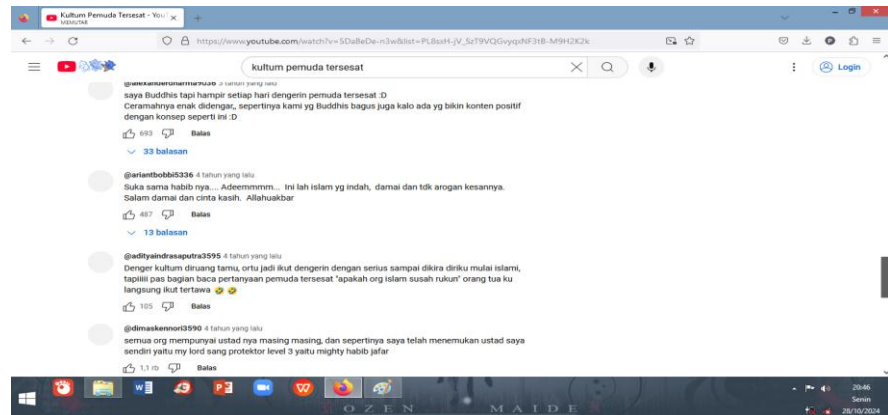 Kultum Pemuda Tersesat - You
MEMUTAR
https://www.youtube.com/watch?v=5DaBeDe-n3w&list=PL8sxH-jV_SzT9VQGvyqxNF3tB-M9H2K2k
kultum pemuda tersesat
Login
@alexanderdharma9036 3 tahun yang lalu
saya Buddhis tapi hampir setiap hari dengerin pemuda tersesat :D
Ceramahnya enak didengar,, sepertinya kami yg Buddhis bagus juga kalo ada yg bikin konten positif
dengan konsep seperti ini :D
693 Balas
33 balasan
@ariantbobbi5336 4 tahun yang lalu
Suka sama habib nya.... Adeemmmm... Ini lah islam yg indah, damai dan tdk arogan kesannya.
Salam damai dan cinta kasih. Allahuakbar
487 Balas
13 balasan
@adityaindrasaputra3595 4 tahun yang lalu
Denger kultum diruang tamu, ortu jadi ikut dengerin dengan serius sampai dikira diriku mulai islami,
tapiiiii pas bagian baca pertanyaan pemuda tersesat "apakah org islam susah rukun" orang tua ku
langsung ikut tertawa 🤣 🤣
105 Balas
@dimaskennori3590 4 tahun yang lalu
semua org mempunyai ustad nya masing masing, dan sepertinya saya telah menemukan ustad saya
sendiri yaitu my lord sang protektor level 3 yaitu mighty habib jafar
1,1 rb Balas
OZEN MAIDE
20:46
Senin
28/10/2024